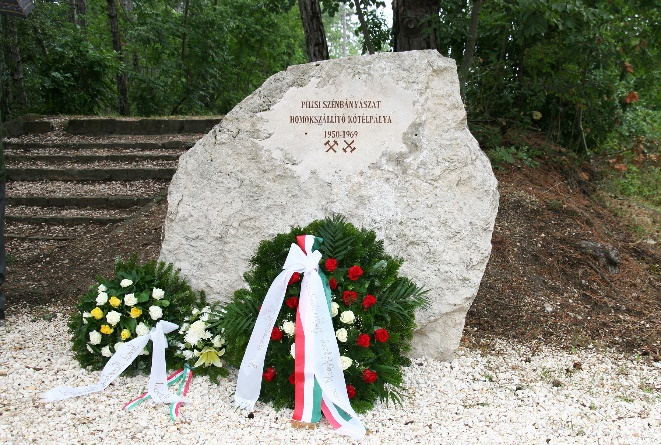 PILISI SZÉNBÁNYÁSZAT
HOMOKSZÁLLÍTÓ KÖTÉLPÁLYA
1950-1969